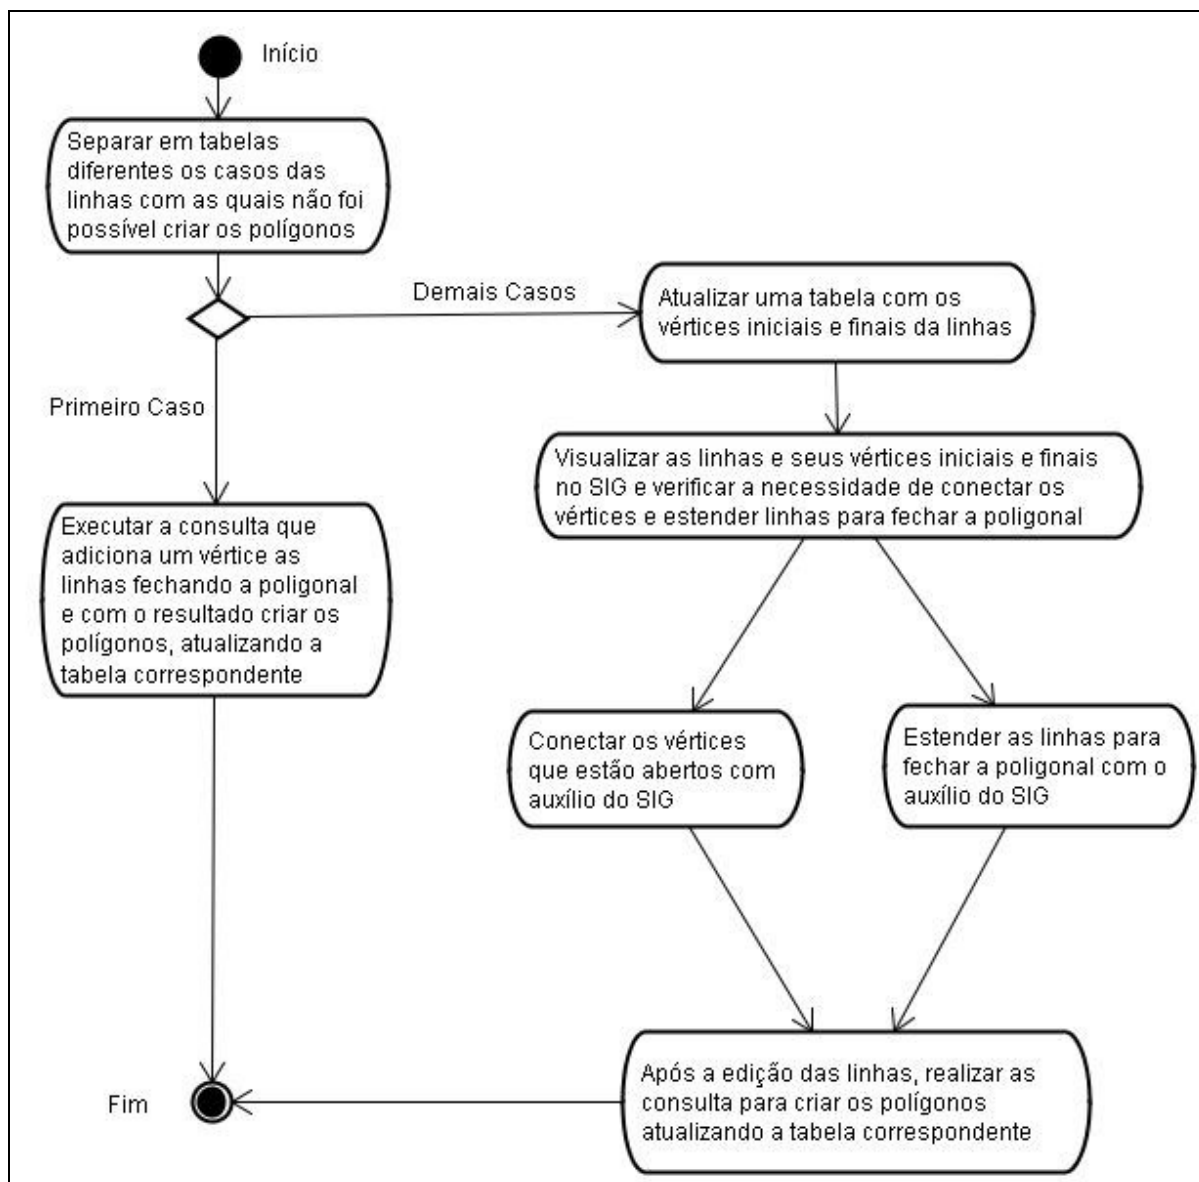 Início
Separar em tabelas
diferentes os casos das
linhas com as quais não foi
possível criar os polígonos
Demais Casos
Atualizar uma tabela com os
vértices iniciais e finais da linhas
Primeiro Caso
Visualizar as linhas e seus vértices iniciais e finais
no SIG e verificar a necessidade de conectar os
vértices e estender linhas para fechar a poligonal
Executar a consulta que
adiciona um vértice as
linhas fechando a poligonal
e com o resultado criar os
polígonos, atualizando a
tabela correspondente
Conectar os vértices
que estão abertos com
auxílio do SIG
Estender as linhas para
fechar a poligonal com o
auxílio do SIG
Após a edição das linhas, realizar as
consulta para criar os polígonos
atualizando a tabela correspondente
Fim